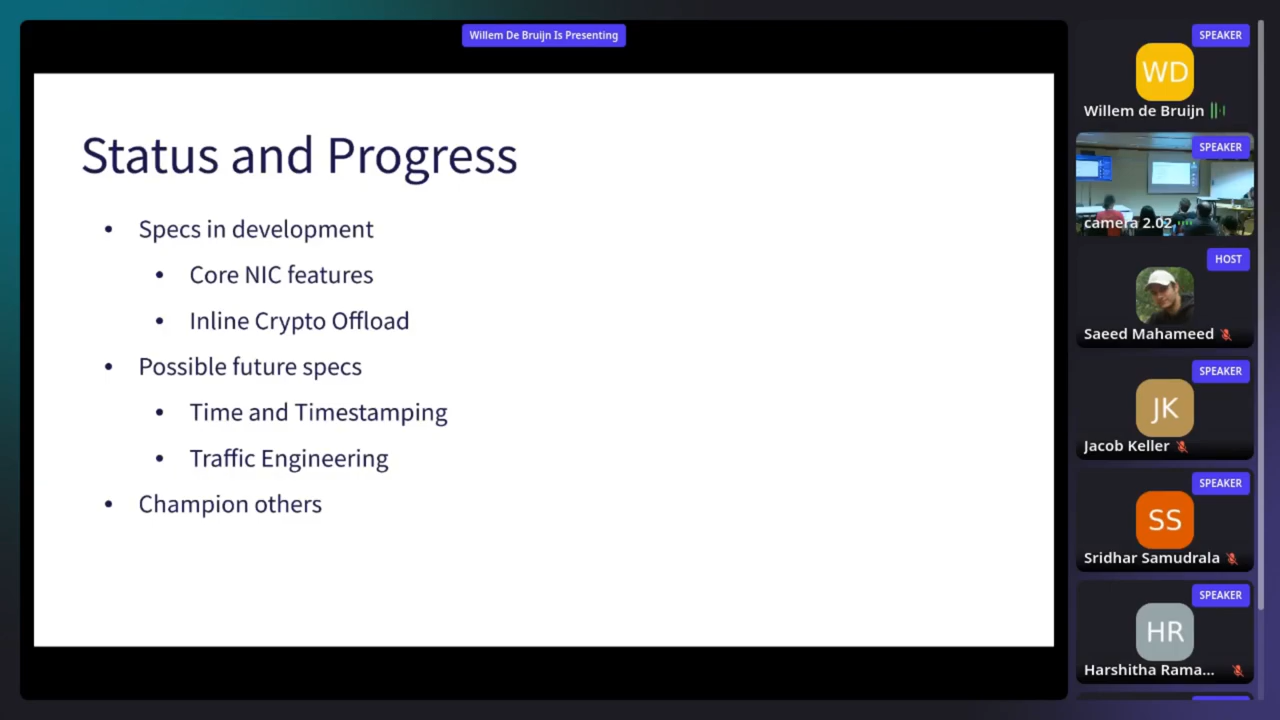 Willem De Bruijn Is Presenting
Status and Progress
• Specs in development
• Core NIC features
• Inline Crypto Offload
• Possible future specs
• Time and Timestamping
• Traffic Engineering
• Champion others
SPEAKER
WD
Willem de Bruijn
SPEAKER
camera 2.02
HOST
Saeed Mahameed
SPEAKER
JK
Jacob Keller
SPEAKER
SS
Sridhar Samudrala
SPEAKER
HR
Harshitha Rama...